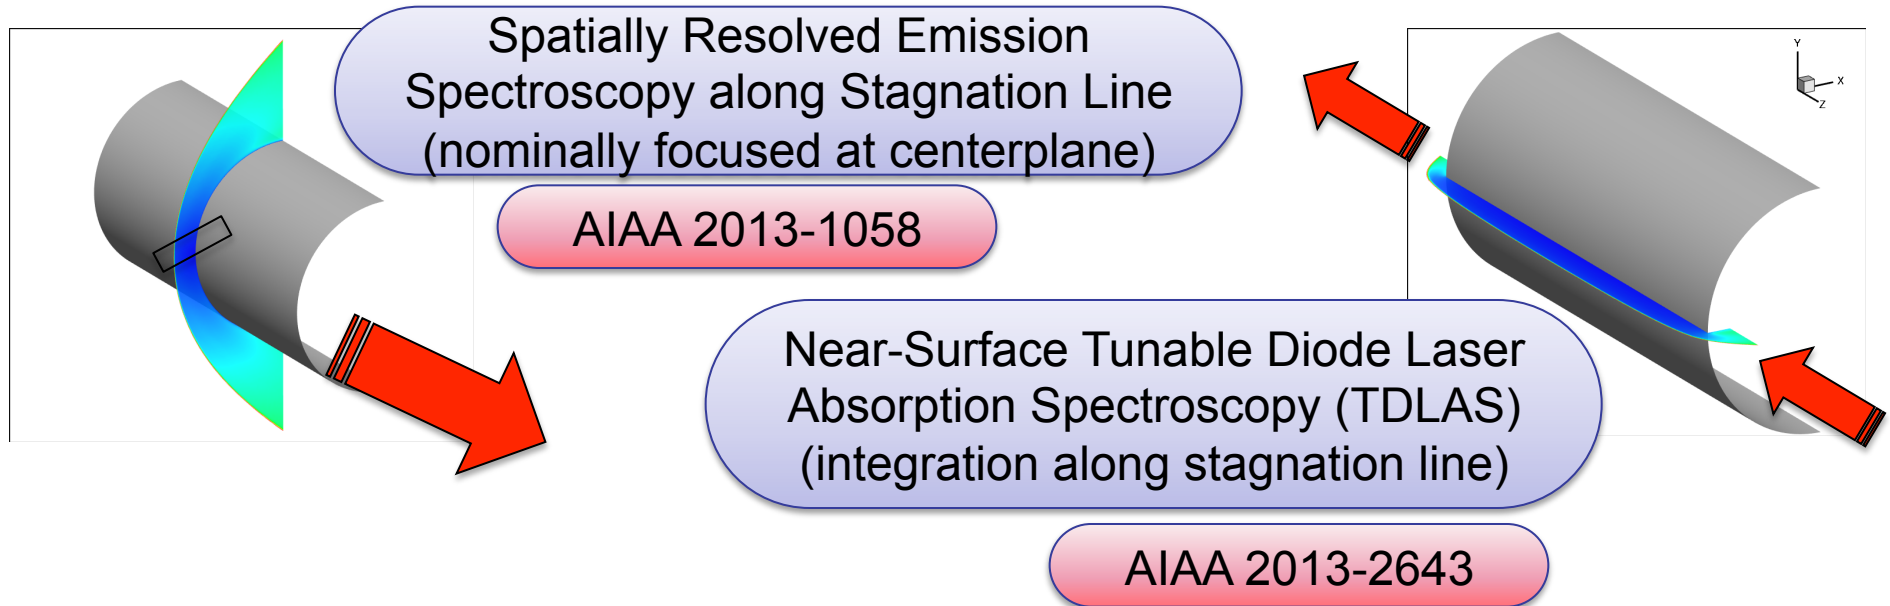 Spatially Resolved Emission
Spectroscopy along Stagnation Line
(nominally focused at centerplane)
AIAA 2013-1058
Y
X
Z
Near-Surface Tunable Diode Laser
Absorption Spectroscopy (TDLAS)
(integration along stagnation line)
AIAA 2013-2643